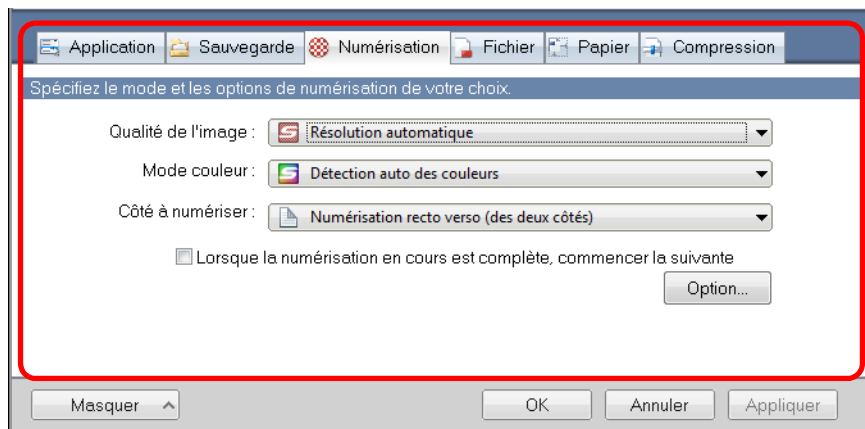 Application Sauvegarde Numérisation Fichier Papier Compression
Spécifiez le mode et les options de numérisation de votre choix.
Qualité de l'image : Résolution automatique
Mode couleur : Détection auto des couleurs
Côté à numériser : Numérisation recto verso (des deux côtés)
Lorsque la numérisation en cours est complète, commencer la suivante
Option...
Masquer OK Annuler Appliquer